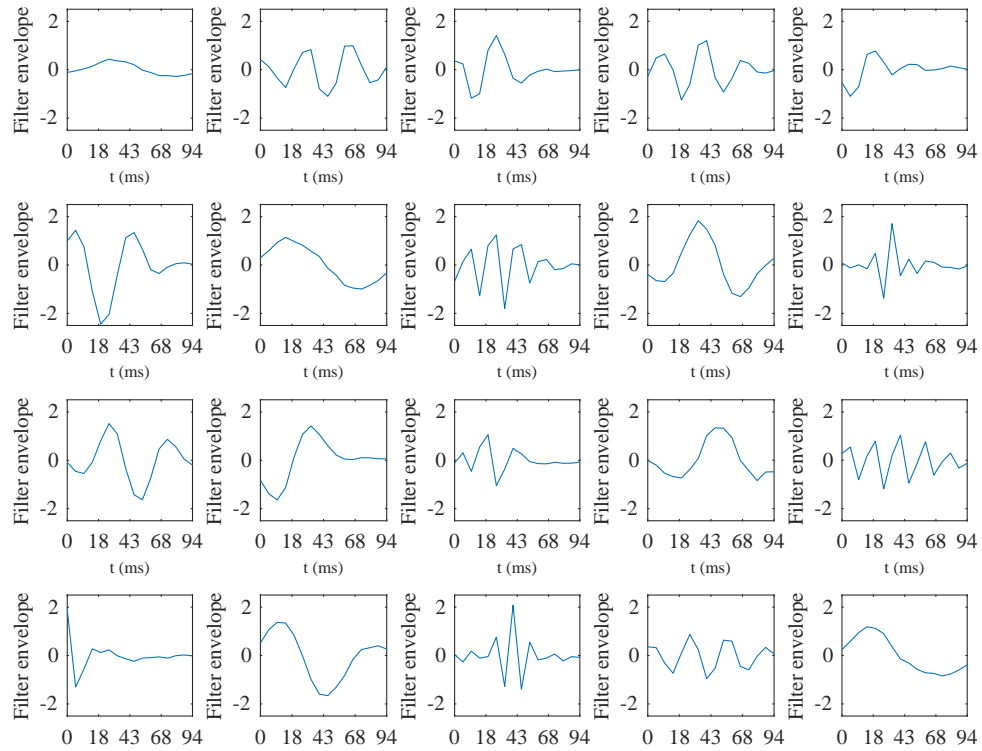 Filter envelope Filter envelope Filter envelope Filter envelope Filter envelope
2 2 2 2 2
0 0 0 0 0
-2 -2 -2 -2 -2
0 18 43 68 94 0 18 43 68 94 0 18 43 68 94 0 18 43 68 94 0 18 43 68 94
t (ms) t (ms) t (ms) t (ms) t (ms)
Filter envelope Filter envelope Filter envelope Filter envelope Filter envelope
2 2 2 2 2
0 0 0 0 0
-2 -2 -2 -2 -2
0 18 43 68 94 0 18 43 68 94 0 18 43 68 94 0 18 43 68 94 0 18 43 68 94
t (ms) t (ms) t (ms) t (ms) t (ms)
Filter envelope Filter envelope Filter envelope Filter envelope Filter envelope
2 2 2 2 2
0 0 0 0 0
-2 -2 -2 -2 -2
0 18 43 68 94 0 18 43 68 94 0 18 43 68 94 0 18 43 68 94 0 18 43 68 94
t (ms) t (ms) t (ms) t (ms) t (ms)
Filter envelope Filter envelope Filter envelope Filter envelope Filter envelope
2 2 2 2 2
0 0 0 0 0
-2 -2 -2 -2 -2
0 18 43 68 94 0 18 43 68 94 0 18 43 68 94 0 18 43 68 94 0 18 43 68 94